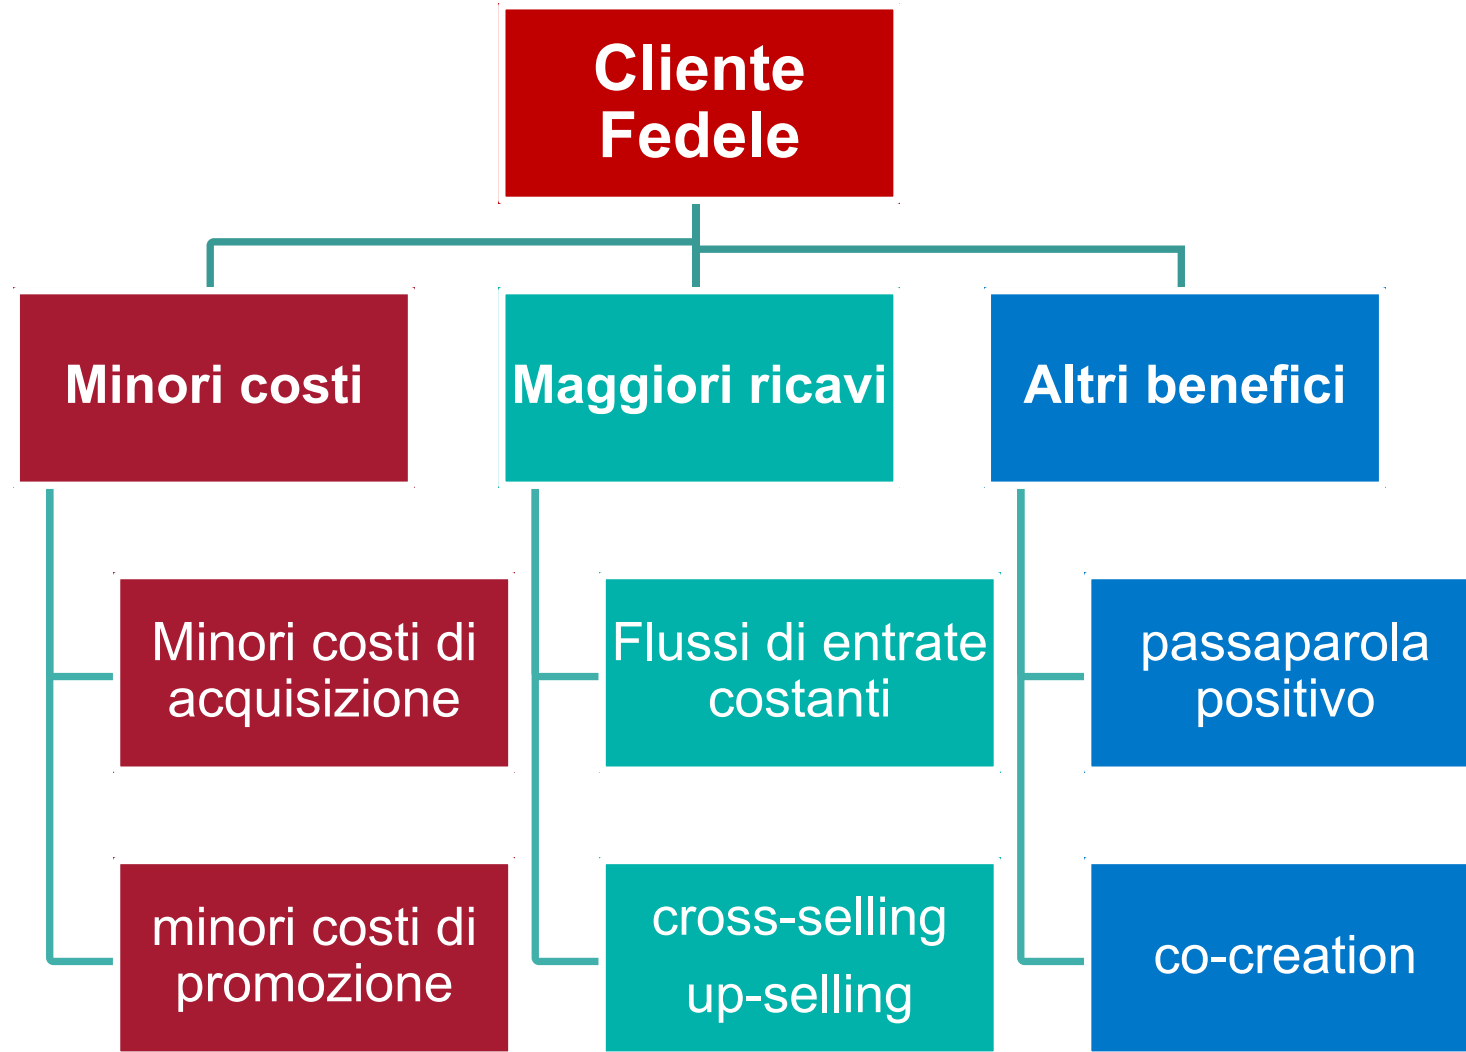 Cliente
Fedele
Minori costi
Maggiori ricavi
Altri benefici
Minori costi di
acquisizione
Flussi di entrate
costanti
passaparola
positivo
minori costi di
promozione
cross-selling
up-selling
co-creation